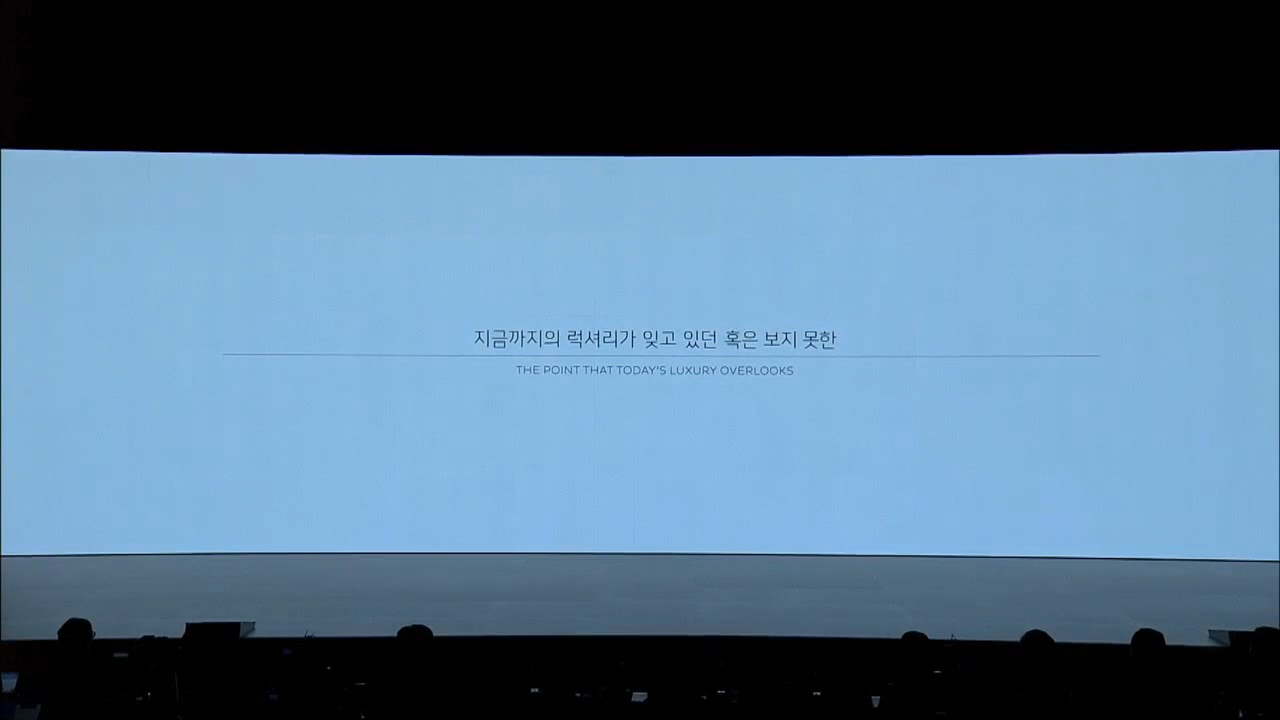 지금까지의 럭셔리가 잊고 있던 혹은 보지 못한
THE POINT THAT TODAY'S LUXURY OVERLOOKS